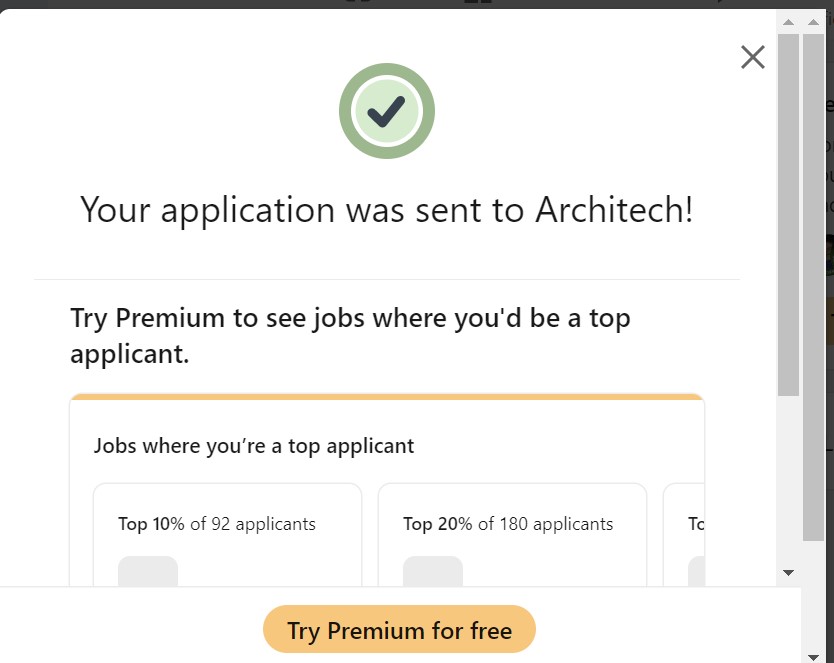 Your application was sent to Architech!
Try Premium to see jobs where you'd be a top
applicant.
Jobs where you’re a top applicant
Top 10% of 92 applicants
Top 20% of 180 applicants
To
Try Premium for free